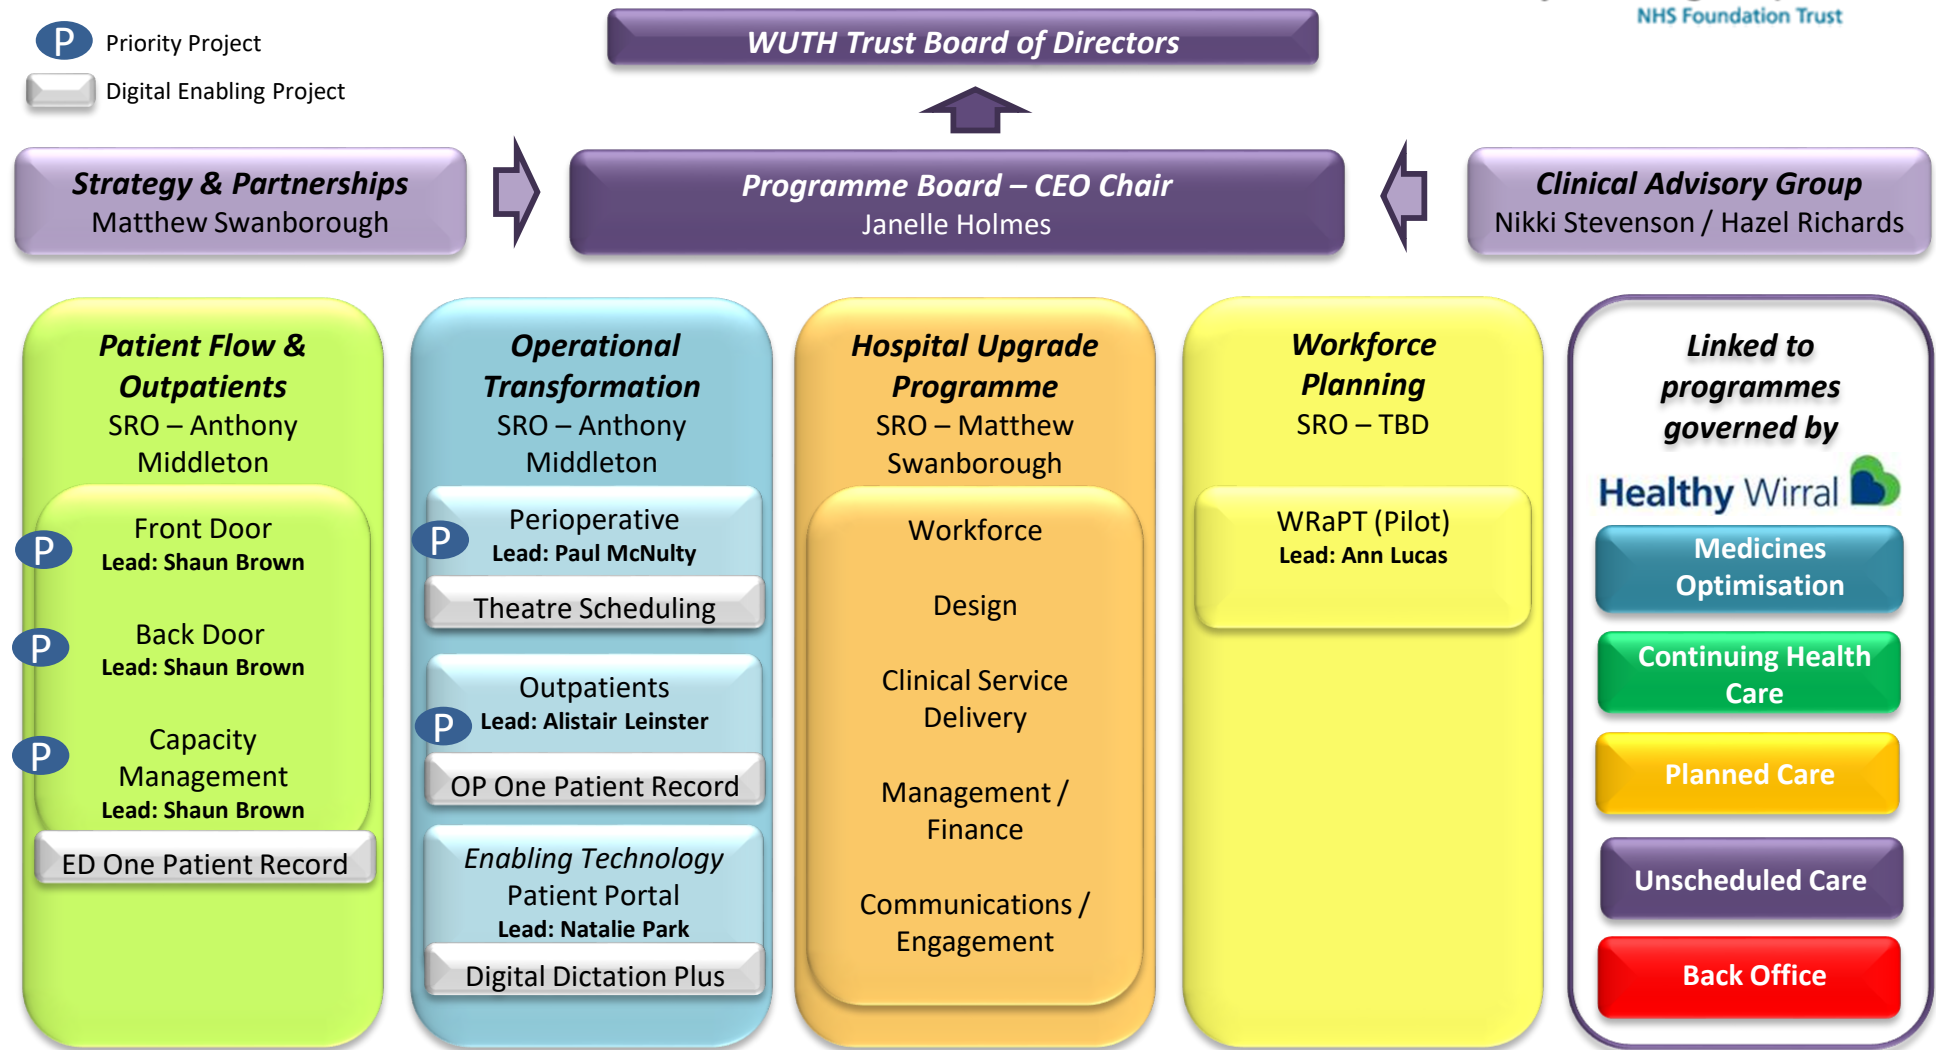 NHS Foundation Trust
P Priority Project
Digital Enabling Project
WUTH Trust Board of Directors
Strategy & Partnerships
Matthew Swanborough
Programme Board – CEO Chair
Janelle Holmes
Clinical Advisory Group
Nikki Stevenson / Hazel Richards
Patient Flow &
Outpatients
SRO – Anthony
Middleton
P
Front Door
Lead: Shaun Brown
P
Back Door
Lead: Shaun Brown
P
Capacity
Management
Lead: Shaun Brown
ED One Patient Record
Operational
Transformation
SRO – Anthony
Middleton
P
Perioperative
Lead: Paul McNulty
Theatre Scheduling
P
Outpatients
Lead: Alistair Leinster
OP One Patient Record
Enabling Technology
Patient Portal
Lead: Natalie Park
Digital Dictation Plus
Hospital Upgrade
Programme
SRO – Matthew
Swanborough
Workforce
Design
Clinical Service
Delivery
Management /
Finance
Communications /
Engagement
Workforce
Planning
SRO – TBD
WRaPT (Pilot)
Lead: Ann Lucas
Linked to
programmes
governed by
Healthy Wirral
Medicines
Optimisation
Continuing Health
Care
Planned Care
Unscheduled Care
Back Office